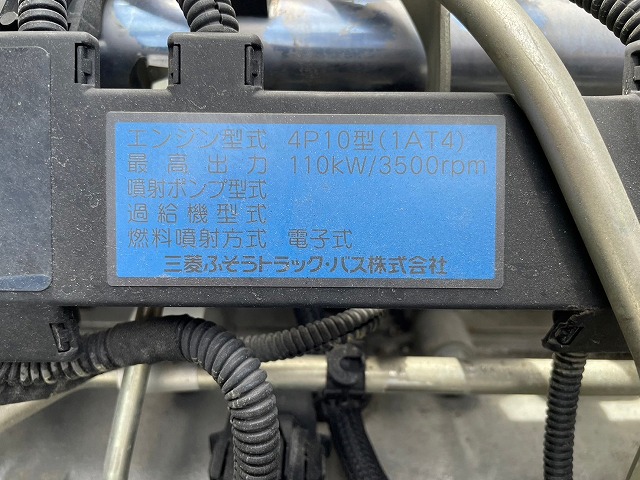 エンジン型式 4P10型(1AT4)
最高出力 110kW/3500rpm
噴射ポンプ型式
過給機型式
燃料噴射方式 電子式
三菱ふそうトラック・バス株式会社